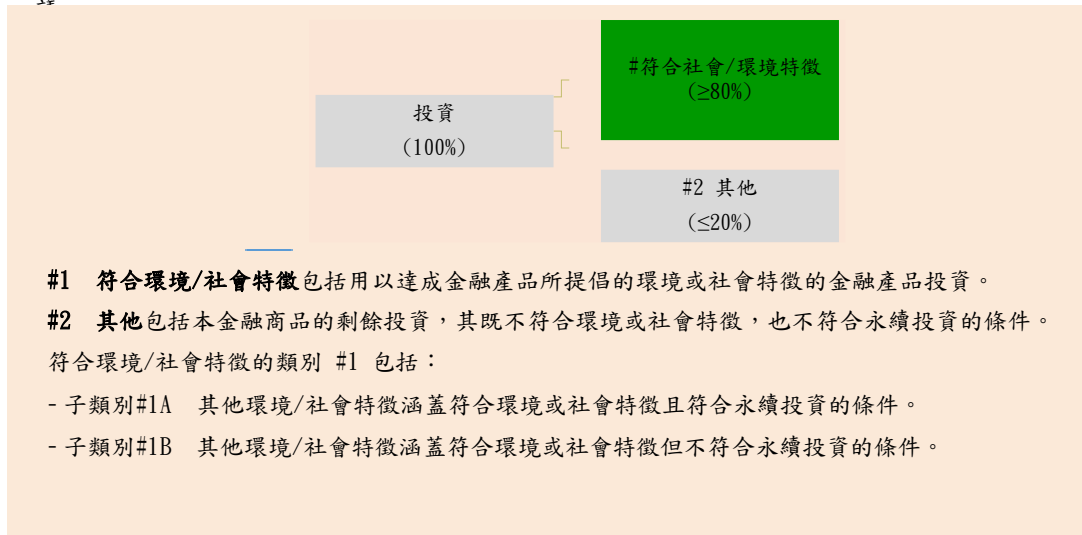 #符合社會/環境特徵
(≥80%)
投資
(100%)
#2 其他
(≤20%)
#1 符合環境/社會特徵包括用以達成金融產品所提倡的環境或社會特徵的金融產品投資。
#2 其他包括本金融商品的剩餘投資，其既不符合環境或社會特徵，也不符合永續投資的條件。
符合環境/社會特徵的類別 #1 包括：
-子類別#1A 其他環境/社會特徵涵蓋符合環境或社會特徵且符合永續投資的條件。
-子類別#1B 其他環境/社會特徵涵蓋符合環境或社會特徵但不符合永續投資的條件。